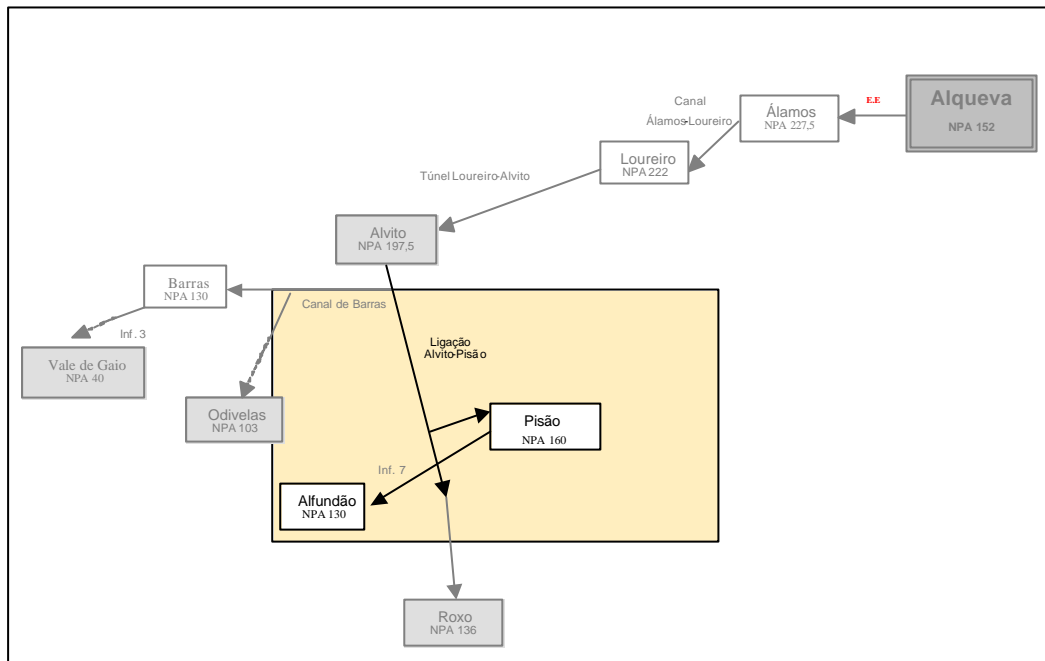 Alqueva
NPA 152
E.E
Álamos
NPA 227,5
Canal
Álamos-Loureiro
Loureiro
NPA 222
Túnel Loureiro-Alvito
Alvito
NPA 197,5
Barras
NPA 130
Canal de Barras
Inf. 3
Vale de Gaio
NPA 40
Odivelas
NPA 103
Ligação
Alvito-Pisão
Pisão
NPA 160
Inf. 7
Alfundão
NPA 130
Roxo
NPA 136